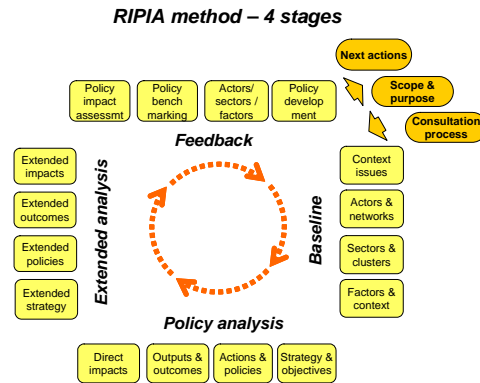 RIPIA method – 4 stages
Next actions
Scope &
purpose
Consultation
process
Policy
impact
assessmt
Policy
bench
marking
Actors/
sectors /
factors
Policy
develop
ment
Feedback
Extended
impacts
Extended
outcomes
Extended
policies
Extended
strategy
Extended analysis
Baseline
Context
issues
Actors &
networks
Sectors &
clusters
Factors &
context
Policy analysis
Direct
impacts
Outputs &
outcomes
Actions &
policies
Strategy &
objectives